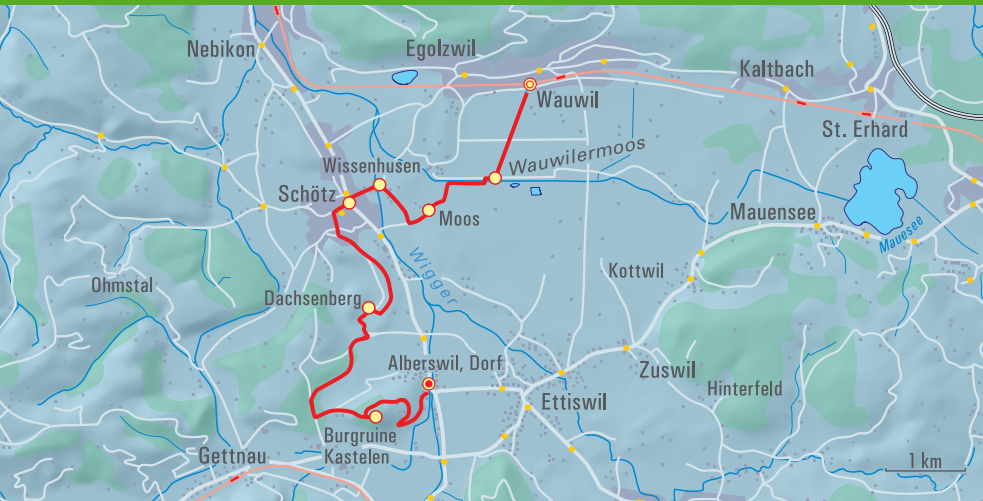 Nebikon
Egolzwil
Kaltbach
Wauwil
St. Erhard
Wauwilermoos
Wissenhusen
Schötz
Moos
Mauensee
Mauesee
Wigger
Kottwil
Ohmstal
Dachsenberg
Alberswil, Dorf
Zuswil
Hinterfeld
Ettiswil
Burgruine
Kastelen
Gettnau
1 km